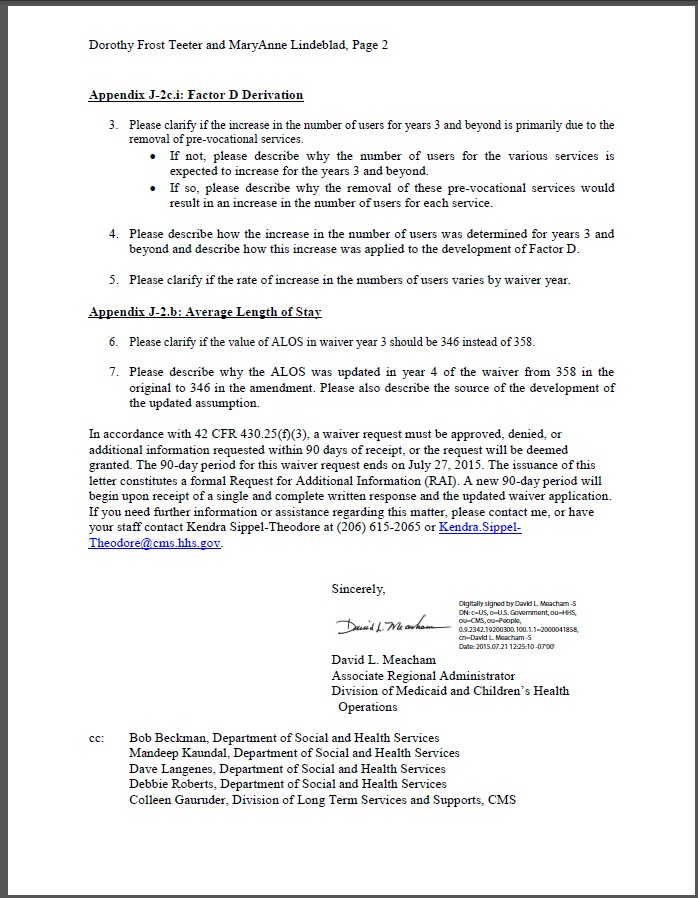 Dorothy Frost Teeter and MaryAnne Lindeblad, Page 2
Appendix J-2c.i: Factor D Derivation
3. Please clarify if the increase in the number of users for years 3 and beyond is primarily due to the
removal of pre-vocational services.
• If not, please describe why the number of users for the various services is
expected to increase for the years 3 and beyond.
• If so, please describe why the removal of these pre-vocational services would
result in an increase in the number of users for each service.
4. Please describe how the increase in the number of users was determined for years 3 and
beyond and describe how this increase was applied to the development of Factor D.
5. Please clarify if the rate of increase in the numbers of users varies by waiver year.
Appendix J-2.b: Average Length of Stay
6. Please clarify if the value of ALOS in waiver year 3 should be 346 instead of 358.
7. Please describe why the ALOS was updated in year 4 of the waiver from 358 in the
original to 346 in the amendment. Please also describe the source of the development of
the updated assumption.
In accordance with 42 CFR 430.25(f)(3), a waiver request must be approved, denied, or
additional information requested within 90 days of receipt, or the request will be deemed
granted. The 90-day period for this waiver request ends on July 27, 2015. The issuance of this
letter constitutes a formal Request for Additional Information (RAI). A new 90-day period will
begin upon receipt of a single and complete written response and the updated waiver application.
If you need further information or assistance regarding this matter, please contact me, or have
your staff contact Kendra Sippel-Theodore at (206) 615-2065 or Kendra.Sippel-
Theodore@cms.hhs.gov.
Sincerely,
David L. Meacham
Digitally signed by David L. Meacham -S
DN: c=US, o=U.S. Government, ou=HHS,
ou=CMS, ou=People,
0.9.2342.19200300.100.1.1=2000041858,
cn=David L. Meacham -S
Date: 2015.07.21 12:25:10 -07'00'
David L. Meacham
Associate Regional Administrator
Division of Medicaid and Children's Health
Operations
cc: Bob Beckman, Department of Social and Health Services
Mandeep Kaundal, Department of Social and Health Services
Dave Langenes, Department of Social and Health Services
Debbie Roberts, Department of Social and Health Services
Colleen Gauruder, Division of Long Term Services and Supports, CMS